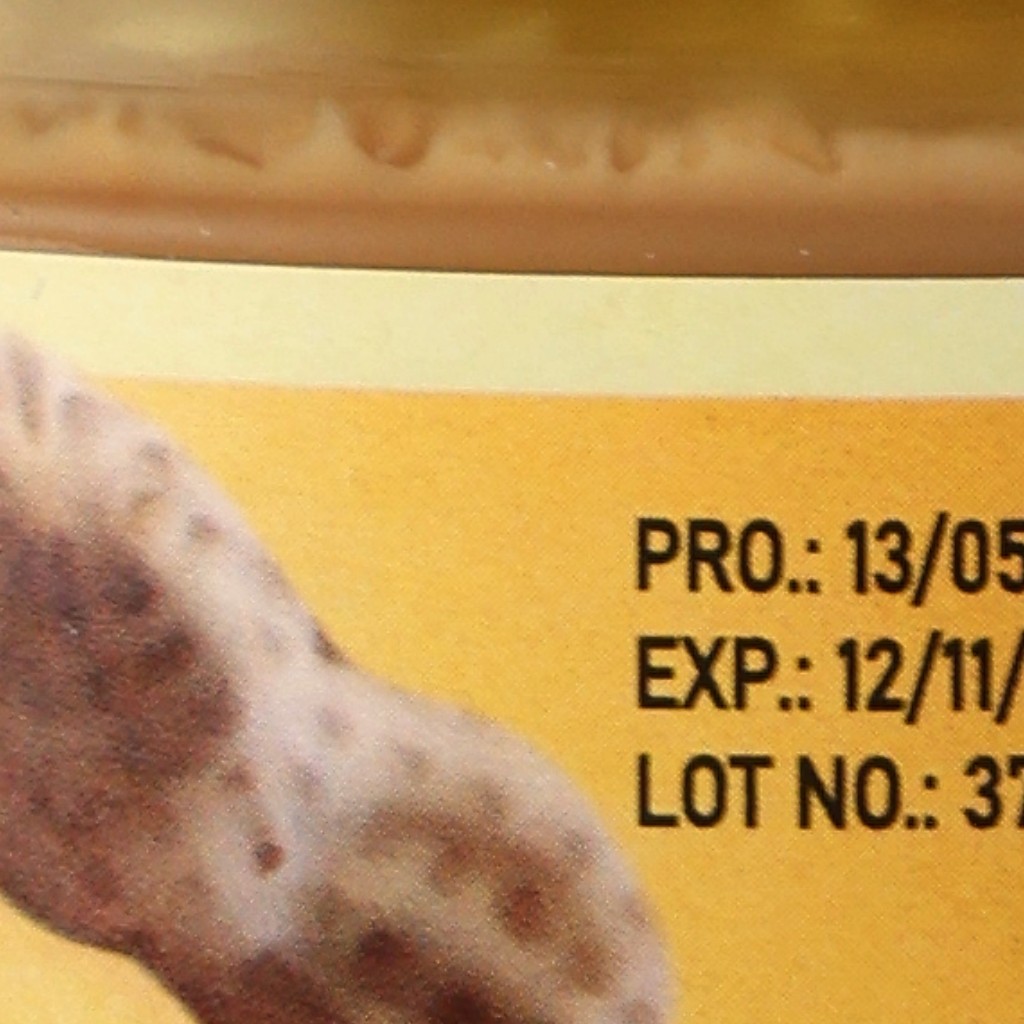 PRO.: 13/05
EXP.: 12/11/
LOT NO.: 37